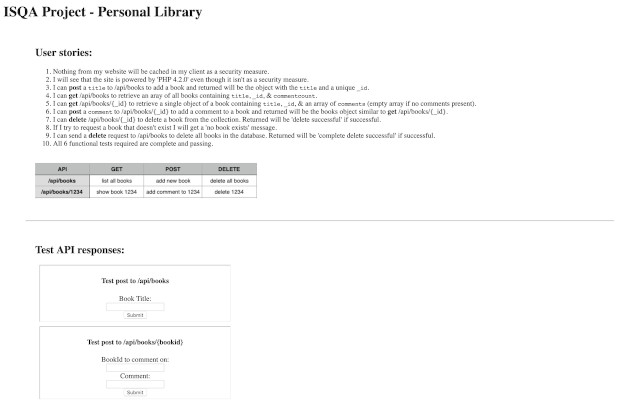 ISQA Project - Personal Library
User stories:
1. Nothing from my website will be cached in my client as a security measure.
2. I will see that the site is powered by 'PHP 4.2.0' even though it isn't as a security measure.
3. I can post a title to /api/books to add a book and returned will be the object with the title and a unique _id.
4. I can get /api/books to retrieve an aray of all books containing title, _id, & commentcount.
5. I can get /api/books/{_id} to retrieve a single object of a book containing title, _id, & an array of comments (empty array if no comments present).
6. I can post a comment to /api/books/{_id} to add a comment to a book and returned will be the books object similar to get /api/books/{_id}.
7. I can delete /api/books/{_id} to delete a book from the collection. Returned will be 'delete successful' if successful.
8. If I try to request a book that doesn't exist I will get a 'no book exists' message.
9. I can send a delete request to /api/books to delete all books in the database. Returned will be 'complete delete successful' if successful.
10. All 6 functional tests required are complete and passing.
API GET POST DELETE
/api/books list all books add new book delete all books
/api/books/1234 show book 1234 add comment to 1234 delete 1234
Test API responses:
Test post to /api/books
Book Title:
Submit
Test post to /api/books/{bookid}
BookId to comment on:
Comment:
Submit